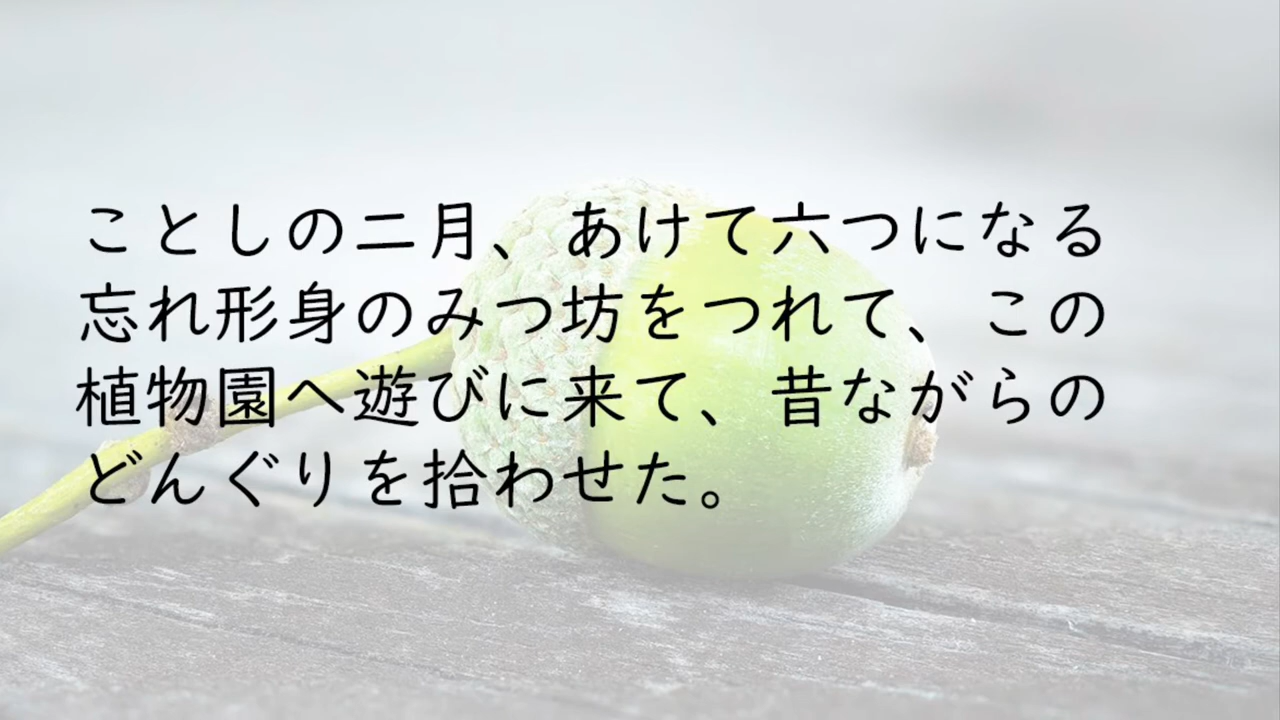 ことしの二月、あけて六つになる
忘れ形身のみつ坊をつれて、この
植物園へ遊びに来て、昔ながらの
どんぐりを拾わせた。